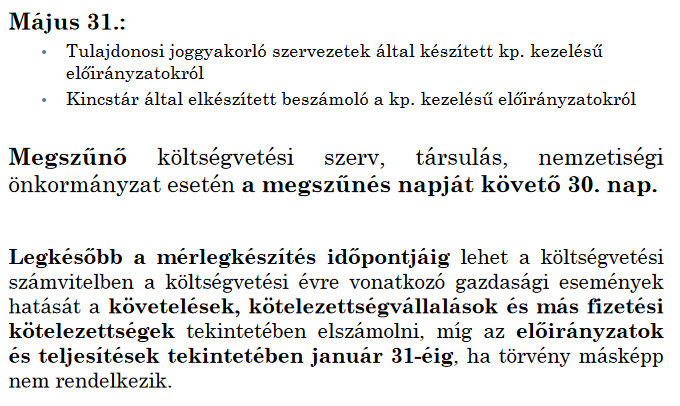 Május 31.:
• Tulajdonosi joggyakorló szervezetek által készített kp. kezelésű
előirányzatokról
• Kincstár által elkészített beszámoló a kp. kezelésű előirányzatokról
Megszűnő költségvetési szerv, társulás, nemzetiségi
önkormányzat esetén a megszűnés napját követő 30. nap.
Legkésőbb a mérlegkészítés időpontjáig lehet a költségvetési
számvitelben a költségvetési évre vonatkozó gazdasági események
hatását a követelések, kötelezettségvállalások és más fizetési
kötelezettségek tekintetében elszámolni, míg az előirányzatok
és teljesítések tekintetében január 31-éig, ha törvény másképp
nem rendelkezik.